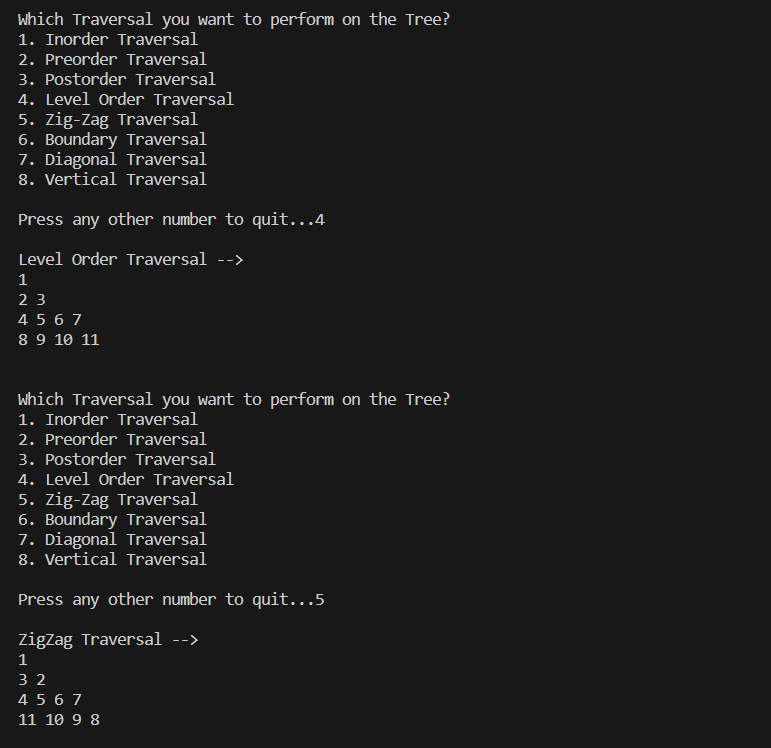 Which Traversal you want to perform on the Tree?
1. Inorder Traversal
2. Preorder Traversal
3. Postorder Traversal
4. Level Order Traversal
5. Zig-Zag Traversal
6. Boundary Traversal
7. Diagonal Traversal
8. Vertical Traversal
Press any other number to quit...4
Level Order Traversal -->
1
2 3
4 5 6 7
8 9 10 11
Which Traversal you want to perform on the Tree?
1. Inorder Traversal
2. Preorder Traversal
3. Postorder Traversal
4. Level Order Traversal
5. Zig-Zag Traversal
6. Boundary Traversal
7. Diagonal Traversal
8. Vertical Traversal
Press any other number to quit...5
ZigZag Traversal -->
1
3 2
4 5 6 7
11 10 9 8